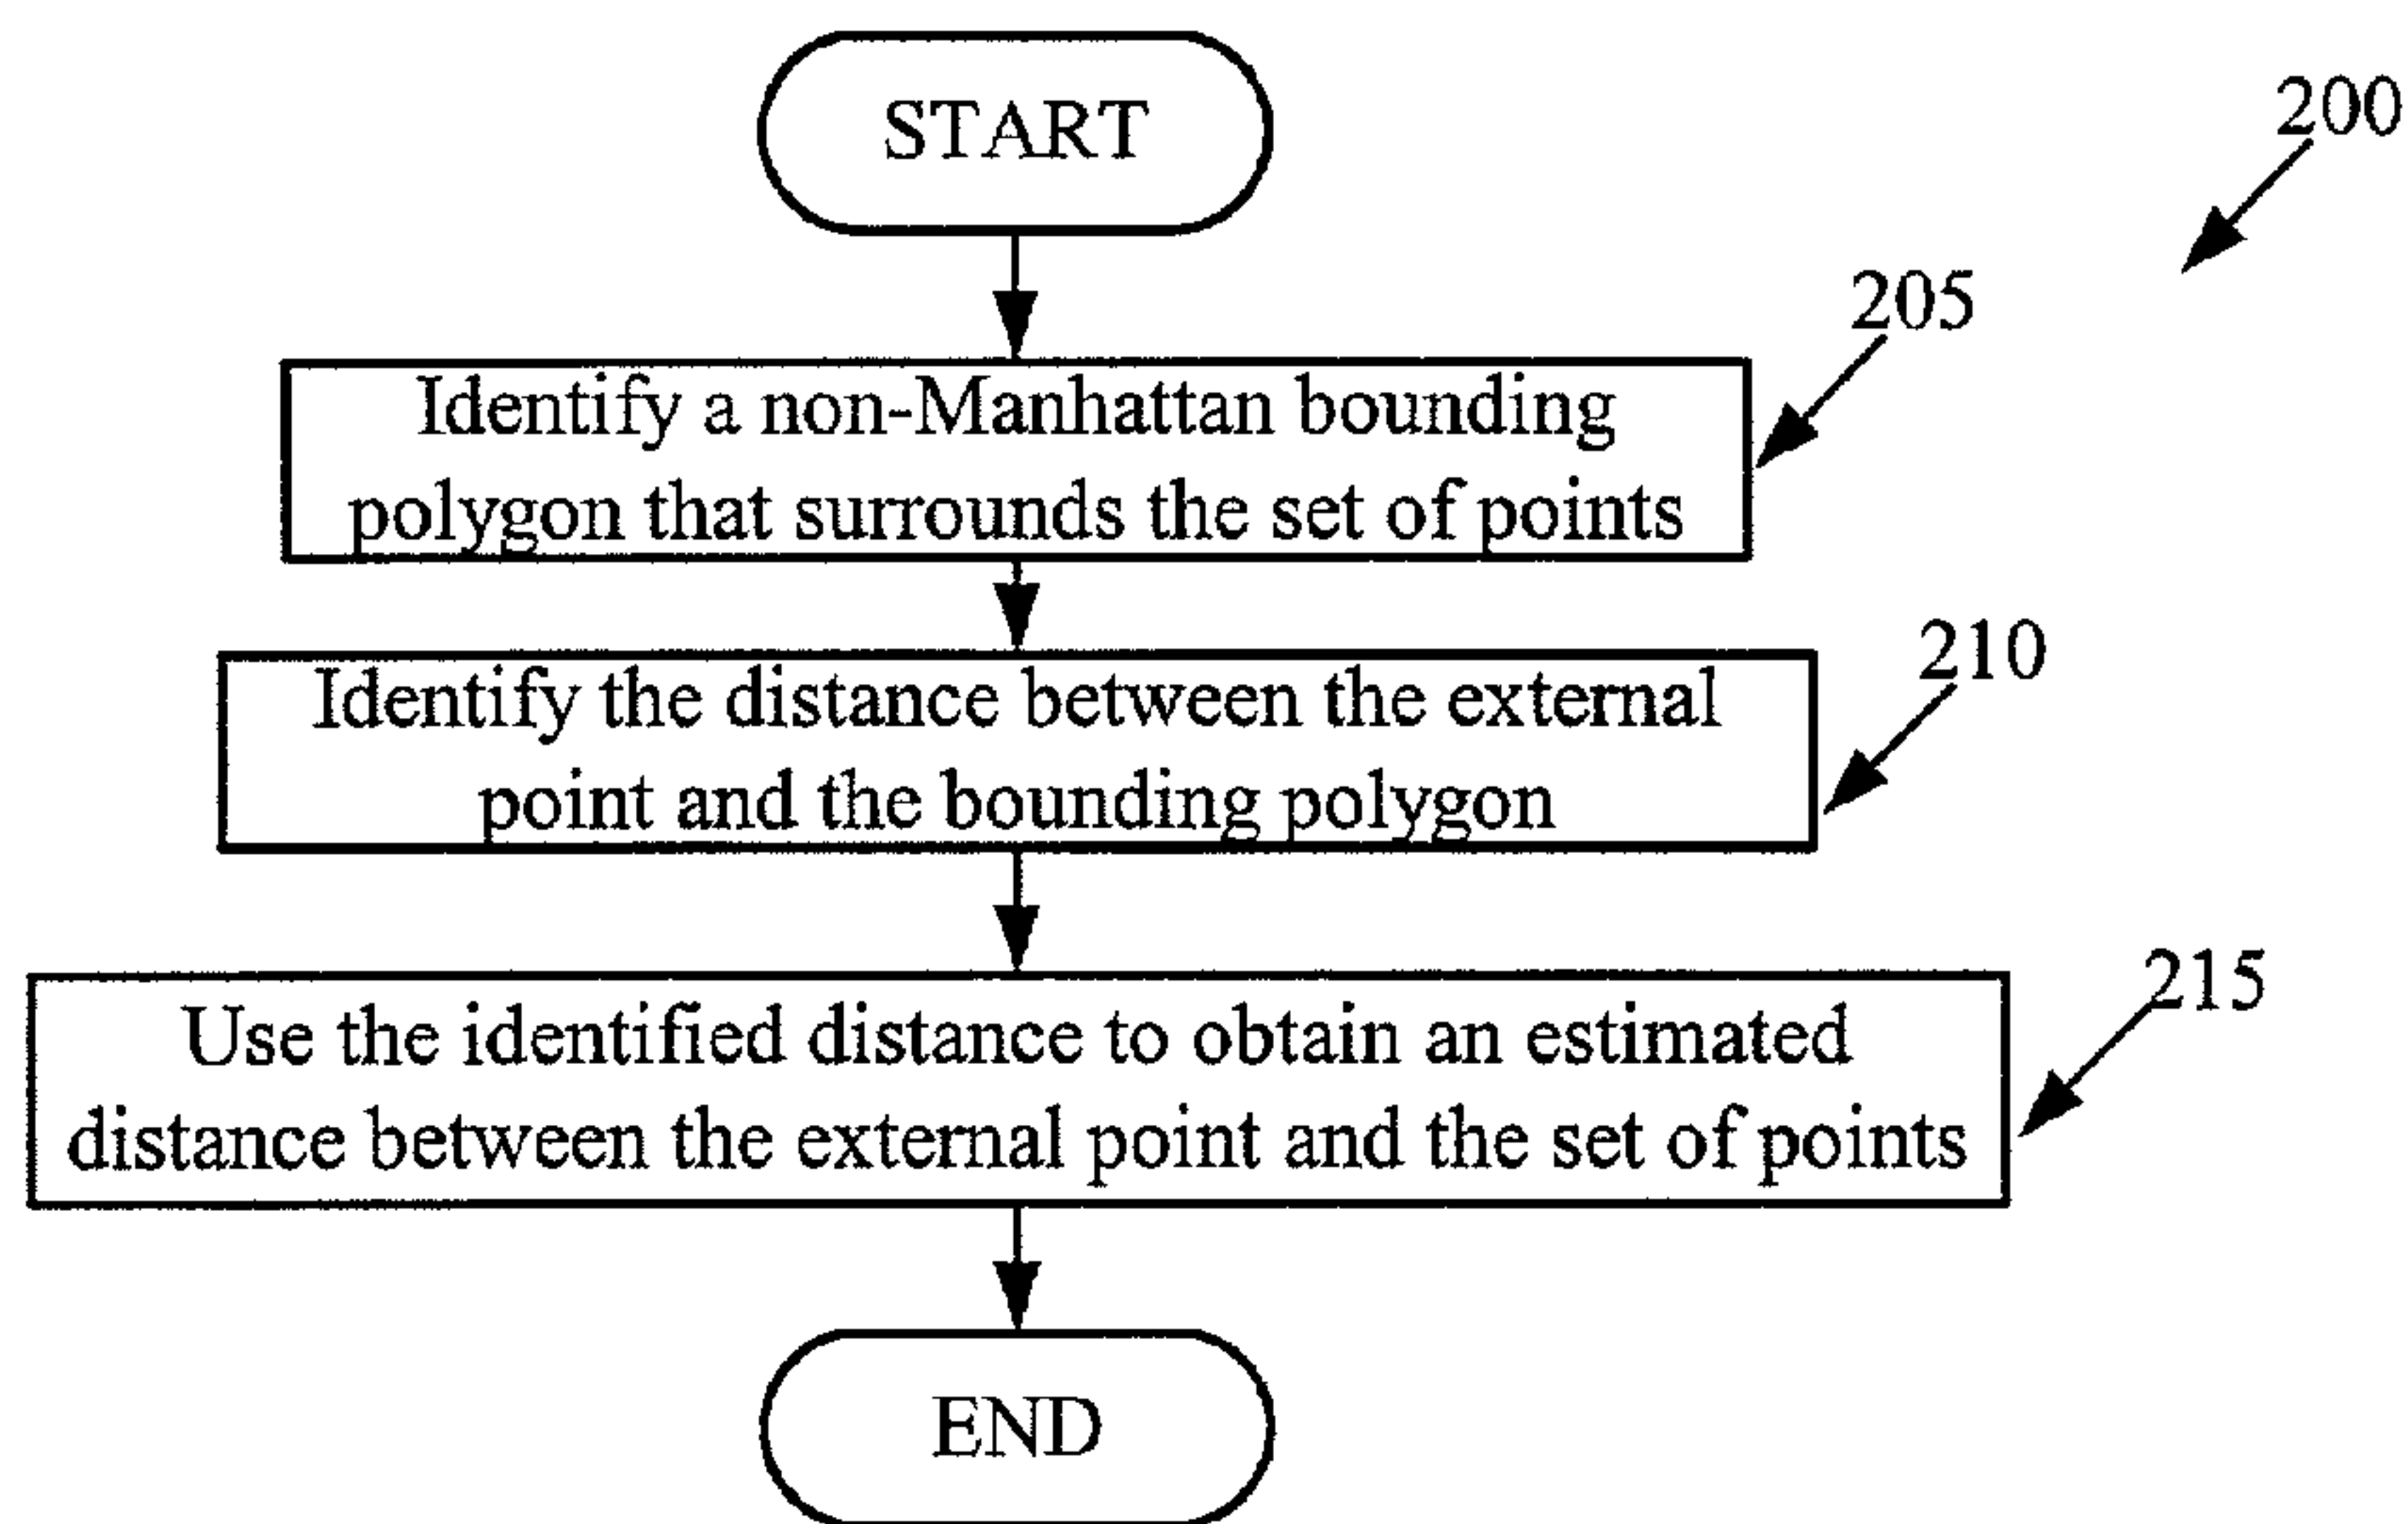 START
200
205
Identify a non-Manhattan bounding
polygon that surrounds the set of points
210
Identify the distance between the external
point and the bounding polygon
215
Use the identified distance to obtain an estimated
distance between the external point and the set of points
END